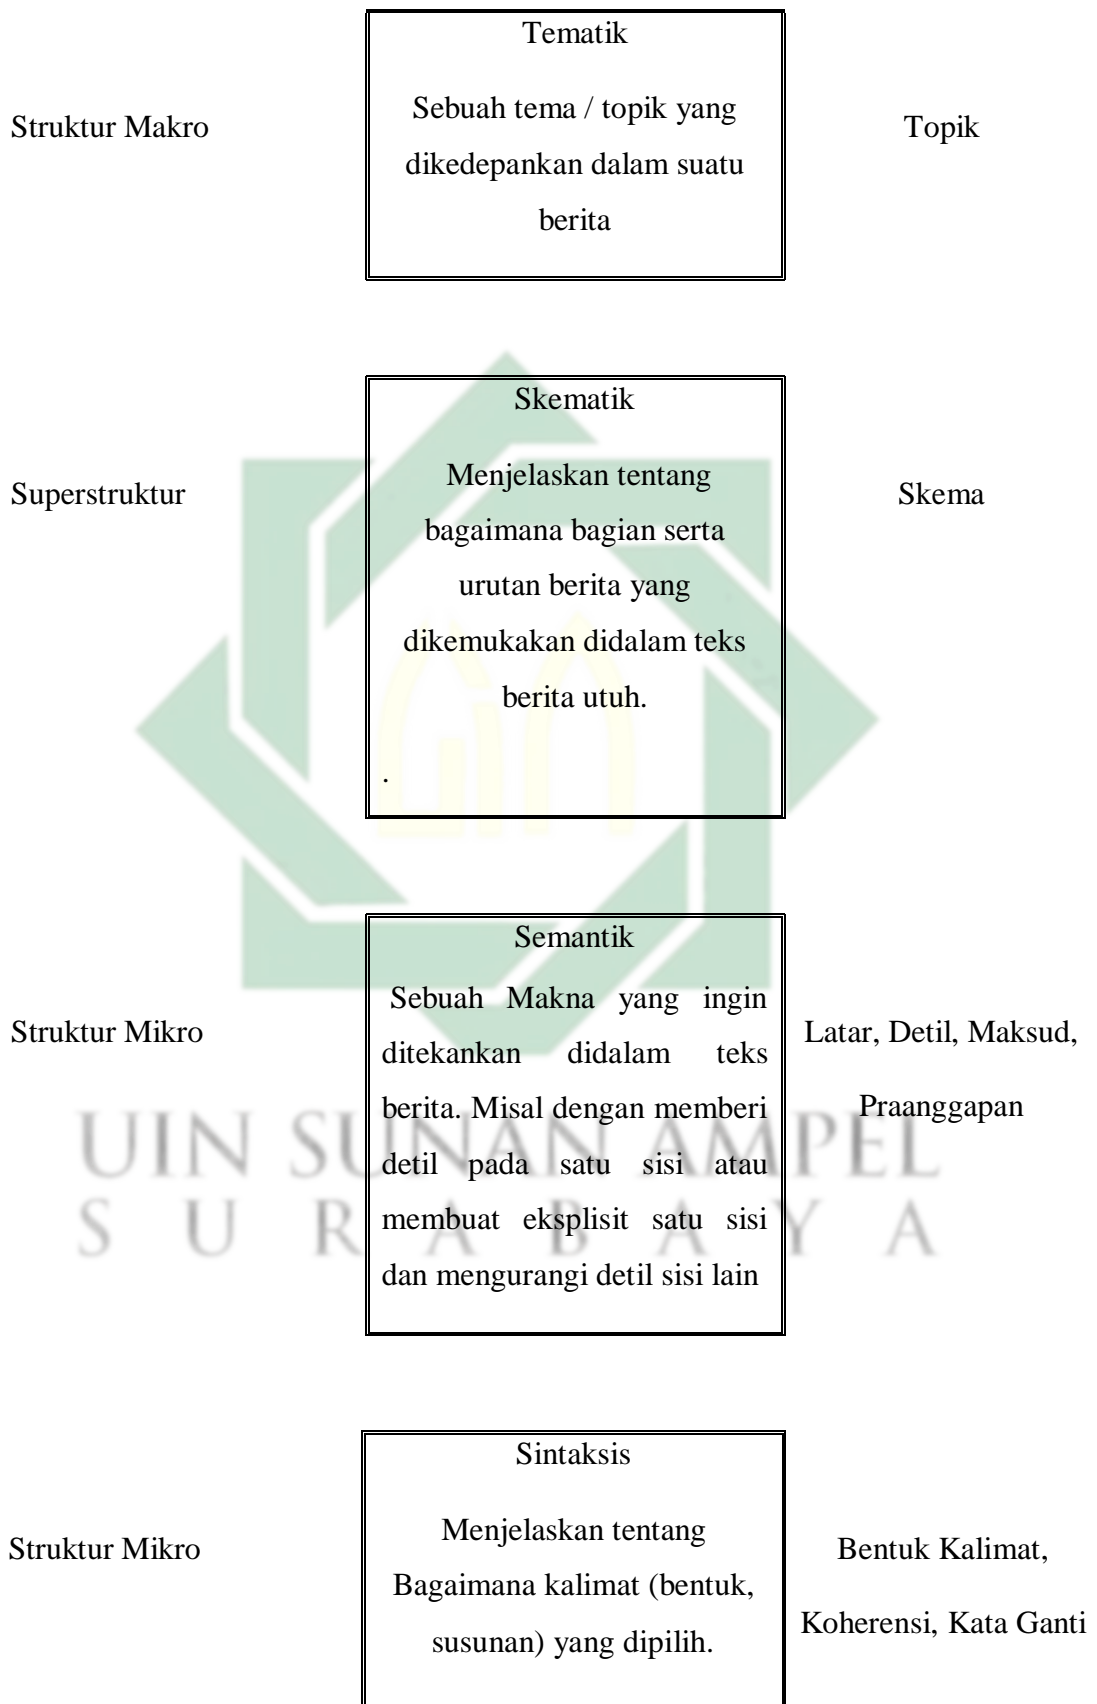 Tematik
Struktur Makro
Sebuah tema / topik yang
dikedepankan dalam suatu
berita
Topik
Skematik
Superstruktur
Menjelaskan tentang
bagaimana bagian serta
urutan berita yang
dikemukakan didalam teks
berita utuh.
.
Skema
Semantik
Struktur Mikro
Sebuah Makna yang ingin
ditekankan didalam teks
berita. Misal dengan memberi
detil pada satu sisi atau
membuat eksplisit satu sisi
dan mengurangi detil sisi lain
Latar, Detil, Maksud,
Praanggapan
UIN SUNAN AMPEL
SURABAYA
Sintaksis
Struktur Mikro
Menjelaskan tentang
Bagaimana kalimat (bentuk,
susunan) yang dipilih.
Bentuk Kalimat,
Koherensi, Kata Ganti